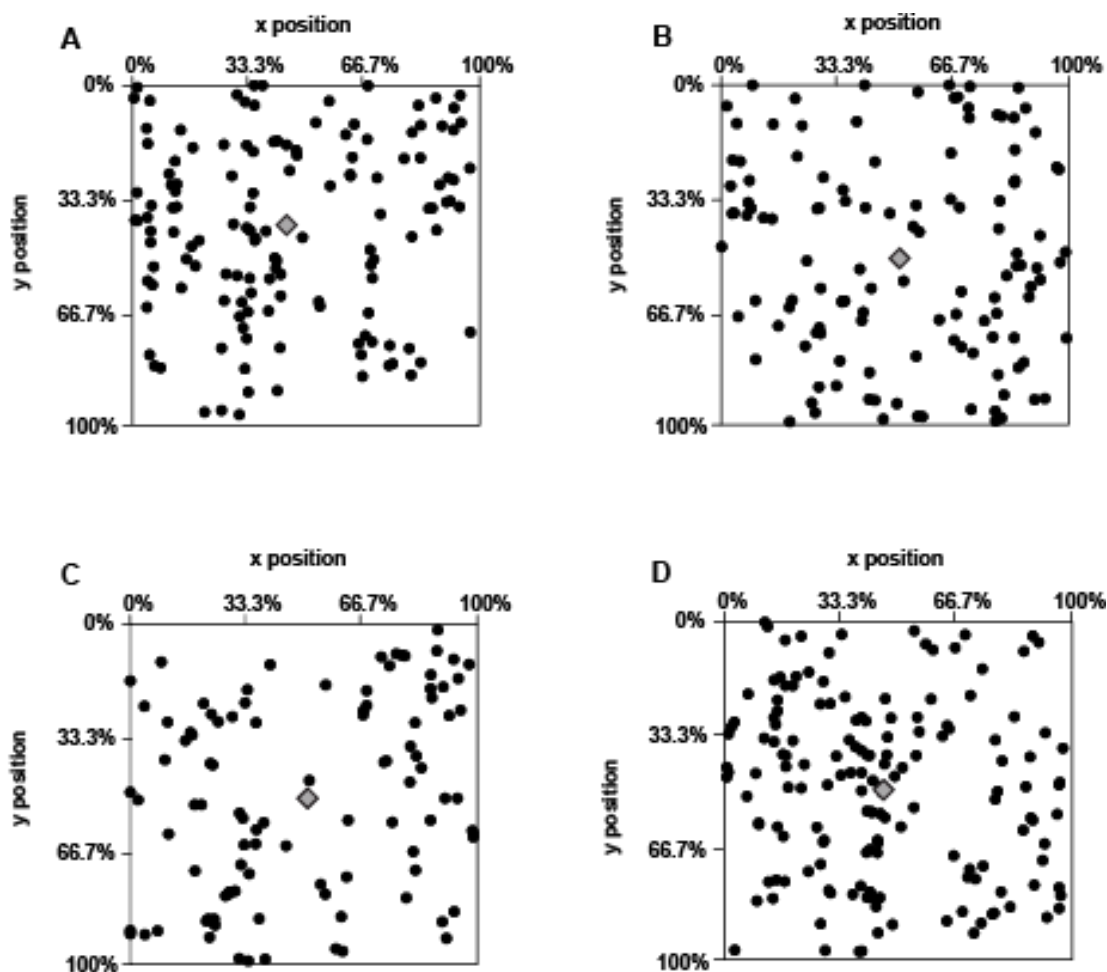 A
x position
0% 33.3% 66.7% 100%
0%
33.3%
66.7%
100%
y position
B
x position
0% 33.3% 66.7% 100%
0%
33.3%
66.7%
100%
y position
C
x position
0% 33.3% 66.7% 100%
0%
33.3%
66.7%
100%
y position
D
x position
0% 33.3% 66.7% 100%
0%
33.3%
66.7%
100%
y position